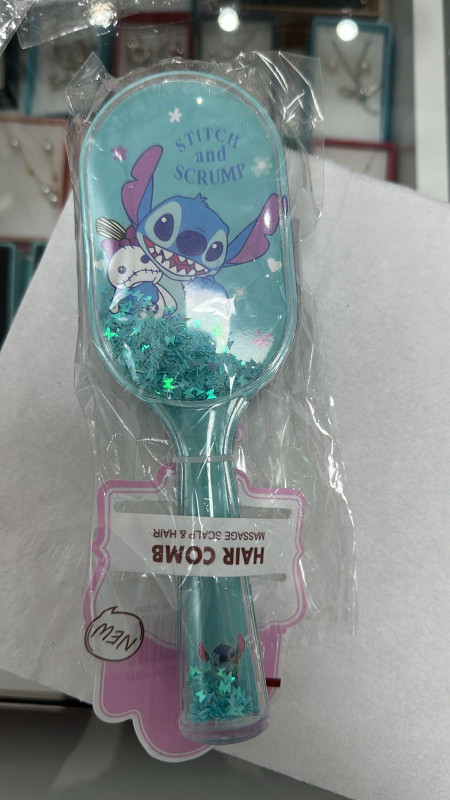 STITCH
and
SCRUMP
HAIR COMB
MASSAGE SCALP & HAIR
NEW